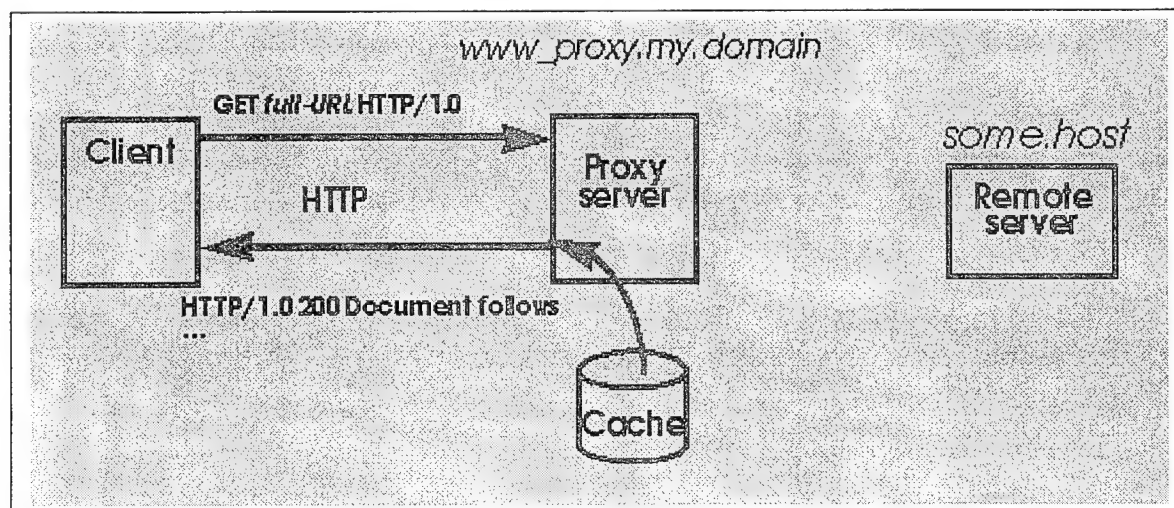 www_proxy.my.domain
GET full-URL HTTP/1.0
Client
Proxy
server
some.host
Remote
server
HTTP
HTTP/1.0 200 Document follows
...
Cache